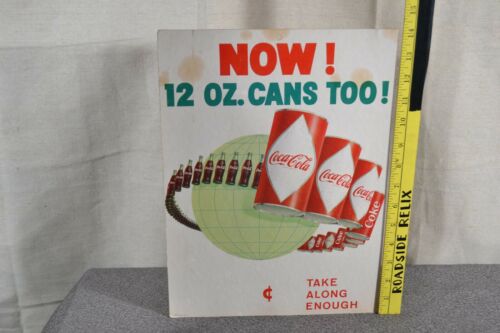 NOW!
12 OZ. CANS TOO!
Coca-Cola
Coca-Cola
Coca-Cola
Coke
¢
TAKE
ALONG
ENOUGH
ROADSIDE RELIX